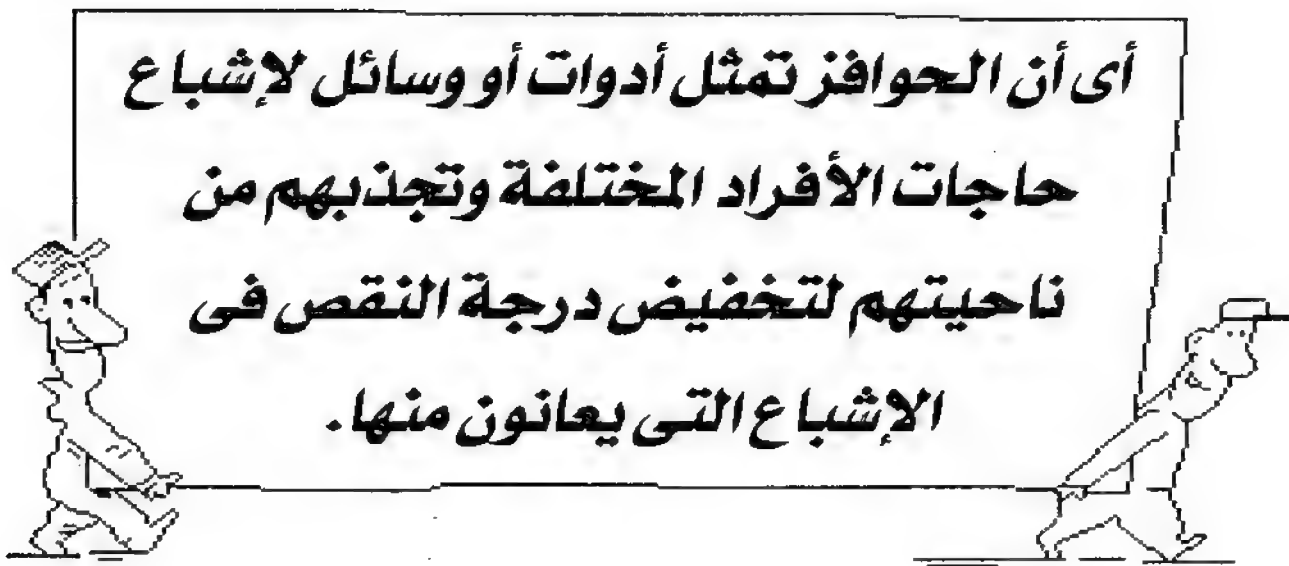 أى أن الحوافز تمثل أدوات أو وسائل لإشباع
حاجات الأفراد المختلفة وتجذبهم من
ناحيتهم لتخفيض درجة النقص فى
الإشباع التى يعانون منها.